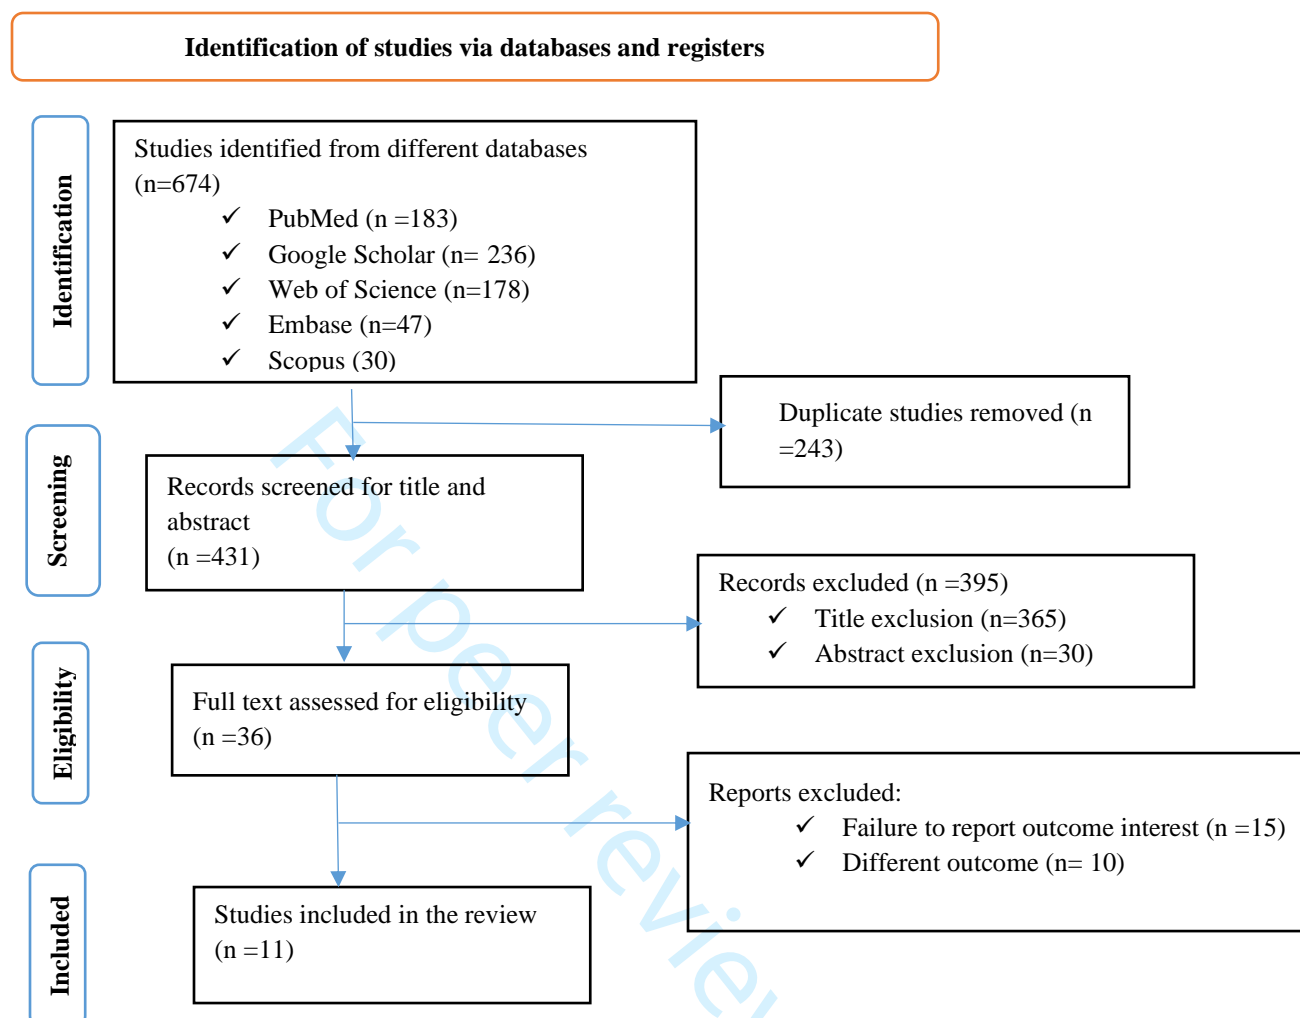 Identification of studies via databases and registers
Identification
Studies identified from different databases
(n=674)
✓ PubMed (n =183)
✓ Google Scholar (n= 236)
✓ Web of Science (n=178)
✓ Embase (n=47)
✓ Scopus (30)
Duplicate studies removed (n
=243)
Screening
Records screened for title and
abstract
(n =431)
Records excluded (n =395)
✓ Title exclusion (n=365)
✓ Abstract exclusion (n=30)
Eligibility
Full text assessed for eligibility
(n =36)
Reports excluded:
✓ Failure to report outcome interest (n =15)
✓ Different outcome (n= 10)
Included
Studies included in the review
(n =11)
For peer review